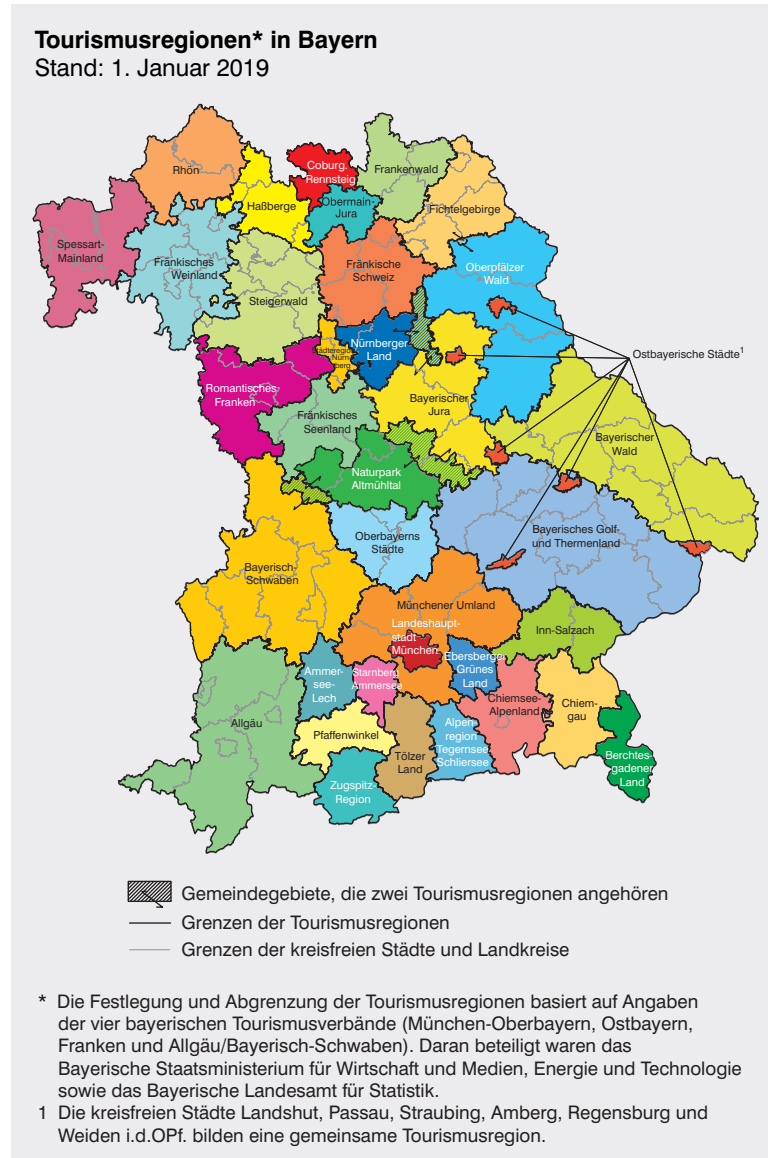 Tourismusregionen* in Bayern
Stand: 1. Januar 2019
Rhön
Coburg.
Rennsteig
Frankenwald
Haßberge
Obermain-
Jura
Fichtelgebirge
Spessart-
Mainland
Fränkisches
Weinland
Fränkische
Schweiz
Oberpfälzer
Wald
Steigerwald
Städteregion
Nürn-
berg
Nürnberger
Land
Ostbayerische Städte1
Romantisches
Franken
Bayerischer
Jura
Fränkisches
Seenland
Bayerischer
Wald
Naturpark
Altmühltal
Oberbayerns
Städte
Bayerisches Golf-
und Thermenland
Bayerisch-
Schwaben
Münchener Umland
Landeshaupt-
stadt
München
Inn-Salzach
Ebersberger
Grünes
Land
Ammer-
see-
Lech
Starnberg
Ammersee
Chiemsee-
Alpenland
Chiem-
gau
Allgäu
Pfaffenwinkel
Tölzer
Land
Alpen-
region
Tegernsee
Schliersee
Berchtes-
gadener
Land
Zugspitz-
Region
Gemeindegebiete, die zwei Tourismusregionen angehören
Grenzen der Tourismusregionen
Grenzen der kreisfreien Städte und Landkreise
* Die Festlegung und Abgrenzung der Tourismusregionen basiert auf Angaben
der vier bayerischen Tourismusverbände (München-Oberbayern, Ostbayern,
Franken und Allgäu/Bayerisch-Schwaben). Daran beteiligt waren das
Bayerische Staatsministerium für Wirtschaft und Medien, Energie und Technologie
sowie das Bayerische Landesamt für Statistik.
1 Die kreisfreien Städte Landshut, Passau, Straubing, Amberg, Regensburg und
Weiden i.d.OPf. bilden eine gemeinsame Tourismusregion.